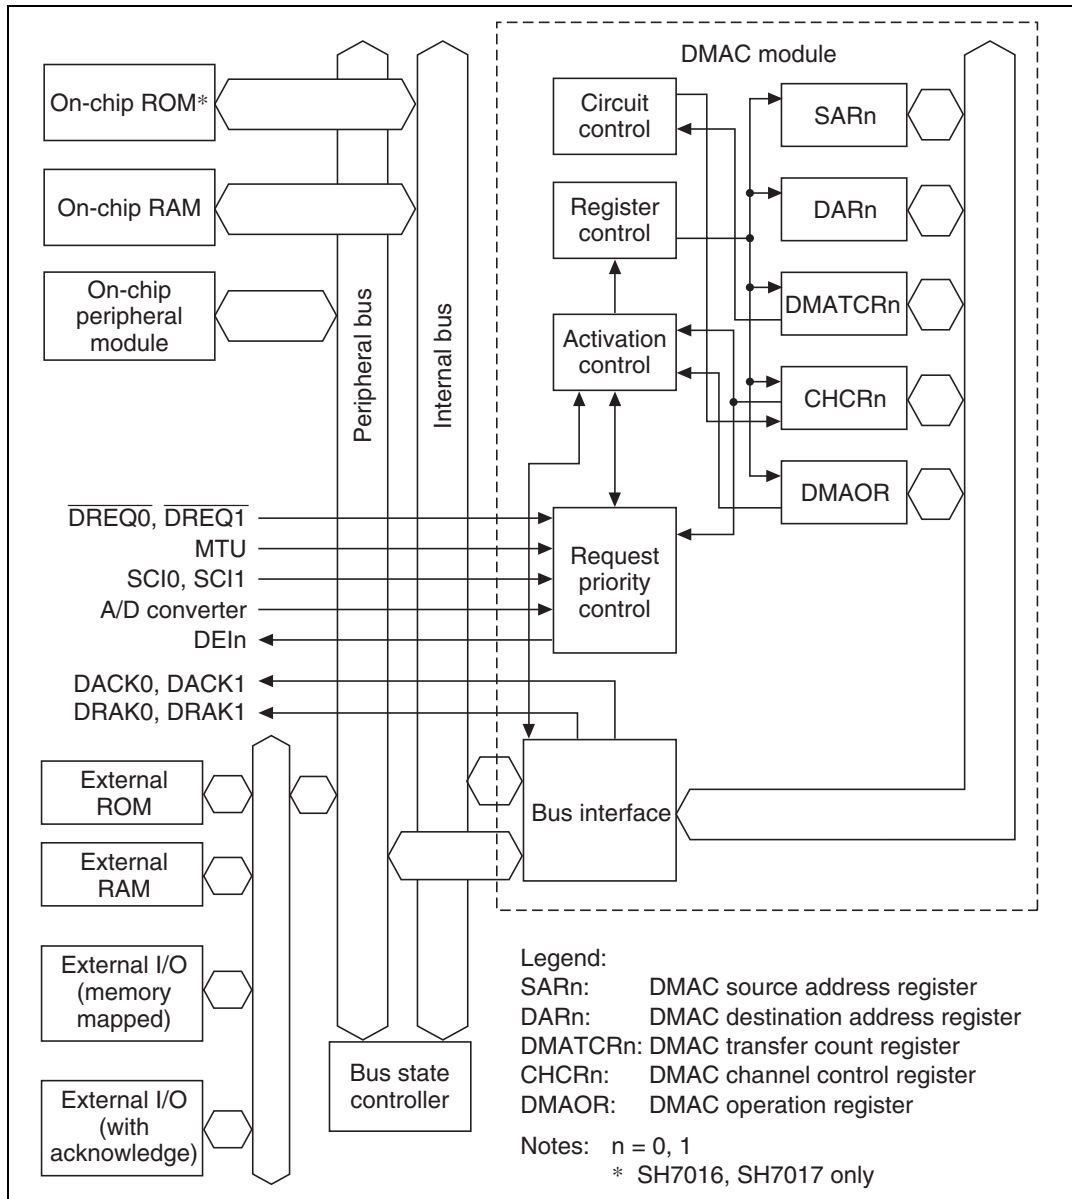 DMAC module
On-chip ROM*
On-chip RAM
On-chip
peripheral
module
Peripheral bus
Internal bus
Circuit
control
Register
control
Activation
control
Request
priority
control
SARn
DARn
DMATCRn
CHCRn
DMAOR
DREQ0, DREQ1
MTU
SCI0, SCI1
A/D converter
DEIn
DACK0, DACK1
DRAK0, DRAK1
External
ROM
External
RAM
External I/O
(memory
mapped)
External I/O
(with
acknowledge)
Bus state
controller
Bus interface
Legend:
SARn: DMAC source address register
DARn: DMAC destination address register
DMATCRn: DMAC transfer count register
CHCRn: DMAC channel control register
DMAOR: DMAC operation register
Notes: n = 0, 1
* SH7016, SH7017 only